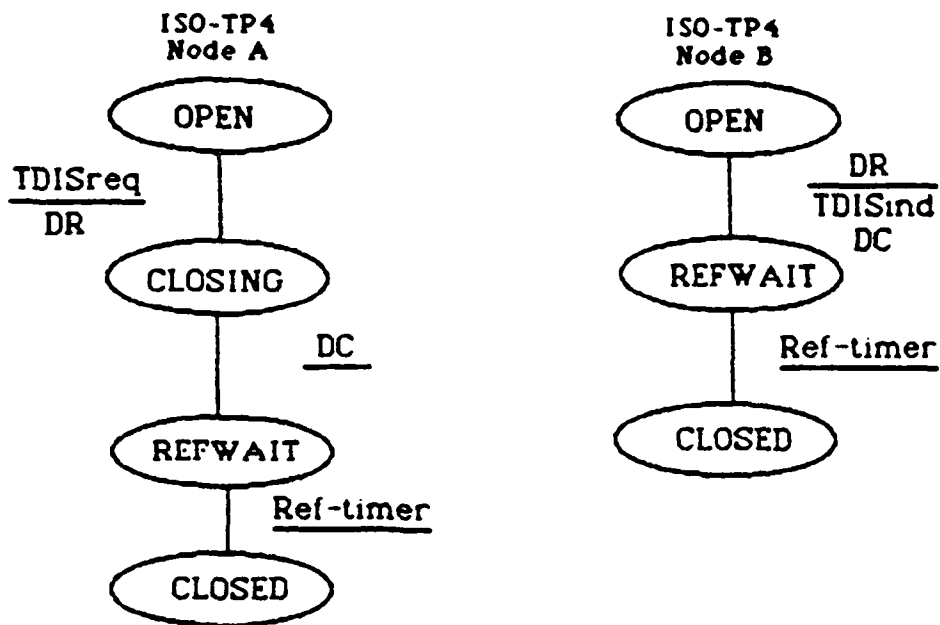 ISO-TP4
Node A
OPEN
TDISreq
DR
CLOSING
DC
REFWAIT
Ref-timer
CLOSED
ISO-TP4
Node B
OPEN
DR
TDISind
DC
REFWAIT
Ref-timer
CLOSED